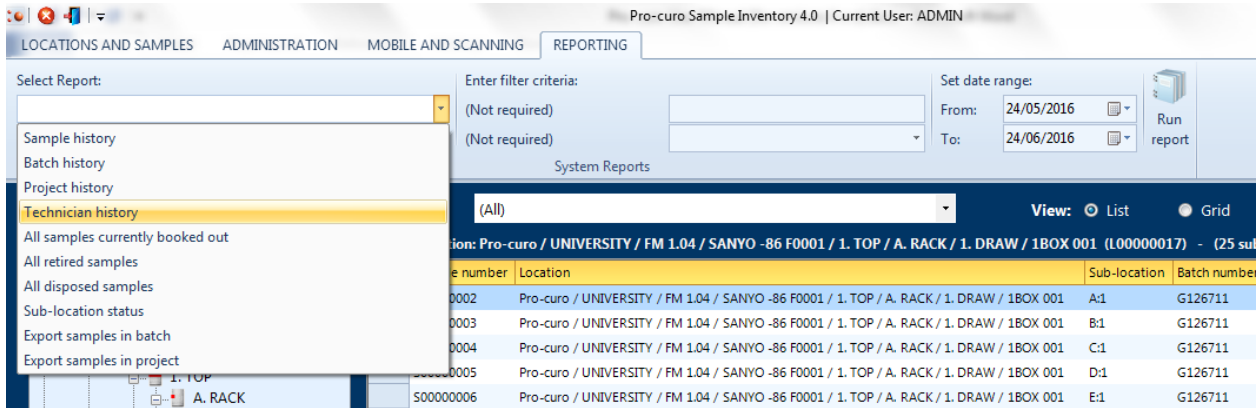 Pro-curo Sample Inventory 4.0 | Current User: ADMIN
LOCATIONS AND SAMPLES ADMINISTRATION MOBILE AND SCANNING REPORTING
Select Report:
Sample history
Batch history
Project history
Technician history
All samples currently booked out
All retired samples
All disposed samples
Sub-location status
Export samples in batch
Export samples in project
Enter filter criteria:
(Not required)
(Not required)
System Reports
Set date range:
From: 24/05/2016
To: 24/06/2016
Run
report
(All) View: List Grid
tion: Pro-curo / UNIVERSITY / FM 1.04 / SANYO -86 F0001 / 1. TOP / A. RACK / 1. DRAW / 1BOX 001 (L00000017) - (25 sub
e number Location Sub-location Batch number
0002 Pro-curo / UNIVERSITY / FM 1.04 / SANYO -86 F0001 / 1. TOP / A. RACK / 1. DRAW / 1BOX 001 A:1 G126711
0003 Pro-curo / UNIVERSITY / FM 1.04 / SANYO -86 F0001 / 1. TOP / A. RACK / 1. DRAW / 1BOX 001 B:1 G126711
0004 Pro-curo / UNIVERSITY / FM 1.04 / SANYO -86 F0001 / 1. TOP / A. RACK / 1. DRAW / 1BOX 001 C:1 G126711
S00000005 Pro-curo / UNIVERSITY / FM 1.04 / SANYO -86 F0001 / 1. TOP / A. RACK / 1. DRAW / 1BOX 001 D:1 G126711
S00000006 Pro-curo / UNIVERSITY / FM 1.04 / SANYO -86 F0001 / 1. TOP / A. RACK / 1. DRAW / 1BOX 001 E:1 G126711
1. TOP
A. RACK